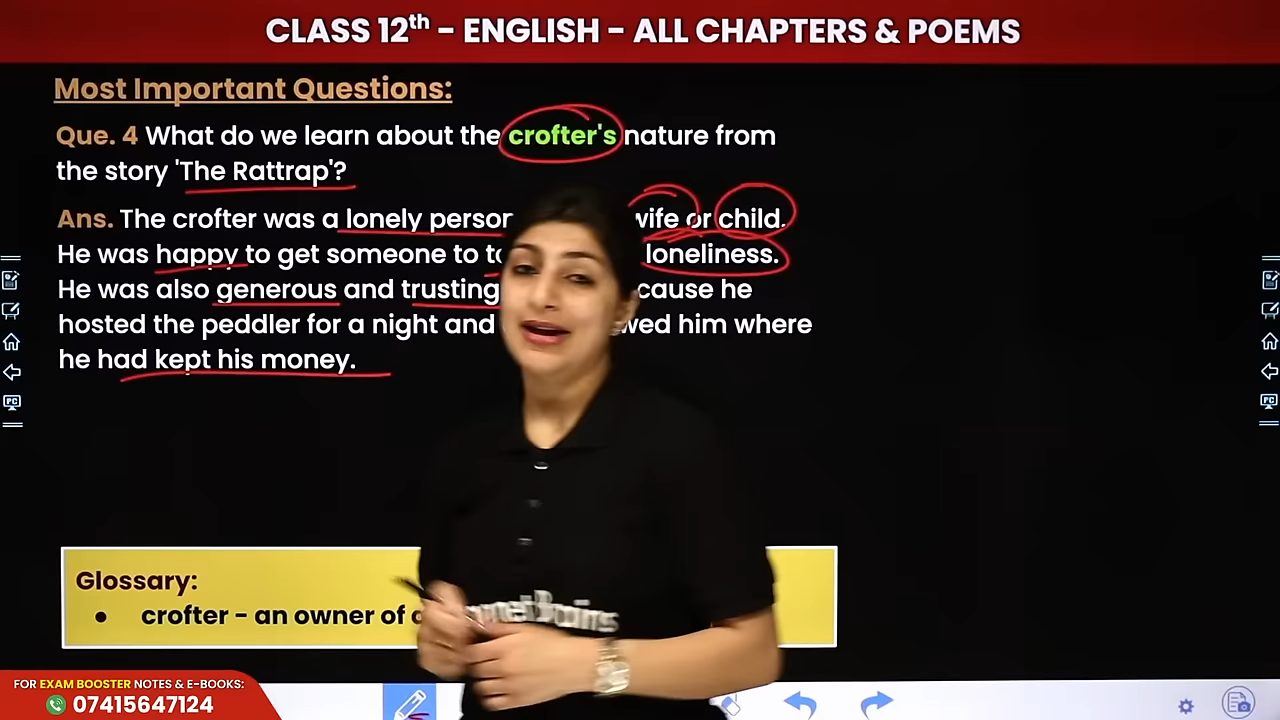 CLASS 12th - ENGLISH - ALL CHAPTERS & POEMS
Most Important Questions:
Que. 4 What do we learn about the crofter's nature from
the story 'The Rattrap'?
Ans. The crofter was a lonely person wife or child.
He was happy to get someone to loneliness.
He was also generous and trusting he
hosted the peddler for a night and him where
he had kept his money.
Glossary:
• crofter - an owner of
FOR EXAM BOOSTER NOTES & E-BOOKS:
07415647124